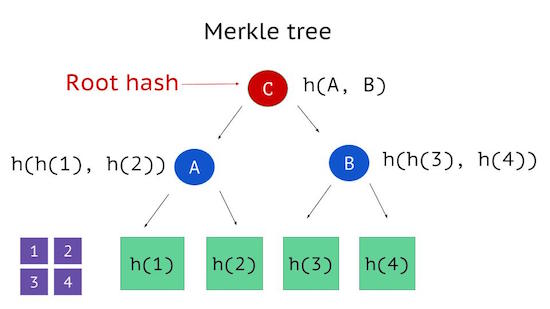 Merkle tree
Root hash
C
h(A, B)
h(h(1), h(2))
A
B
h(h(3), h(4))
1 2
3 4
h(1)
h(2)
h(3)
h(4)